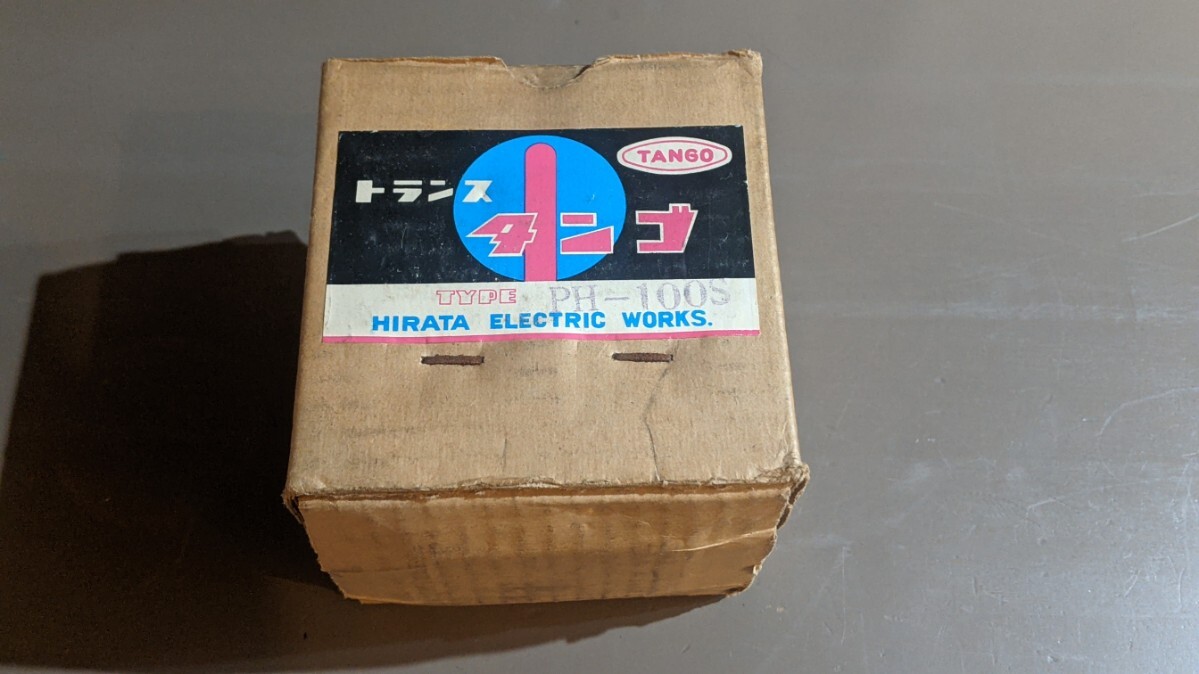 TANGO
トランス
タンゴ
TYPE PH-100S
HIRATA ELECTRIC WORKS.